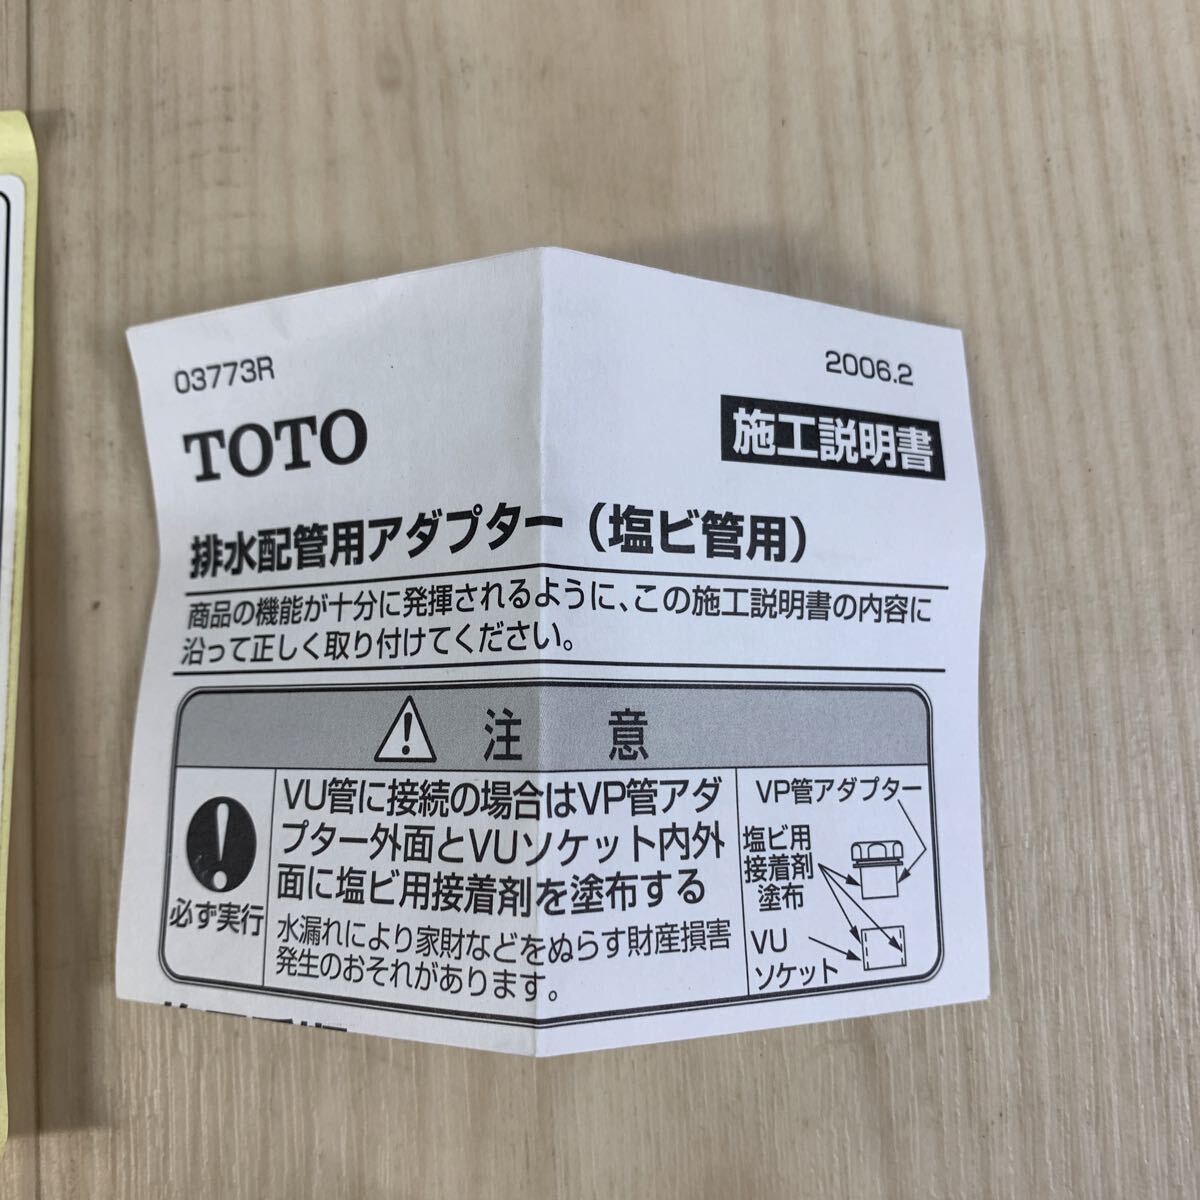 03773R
2006.2
TOTO
施工説明書
排水配管用アダプター（塩ビ管用）
商品の機能が十分に発揮されるように、この施工説明書の内容に
沿って正しく取り付けてください。
注意
必ず実行
VU管に接続の場合はVP管アダ
プター外面とVUソケット内外
面に塩ビ用接着剤を塗布する
水漏れにより家財などをぬらす財産損害
発生のおそれがあります。
VP管アダプター
塩ビ用
接着剤
塗布
VU
ソケット